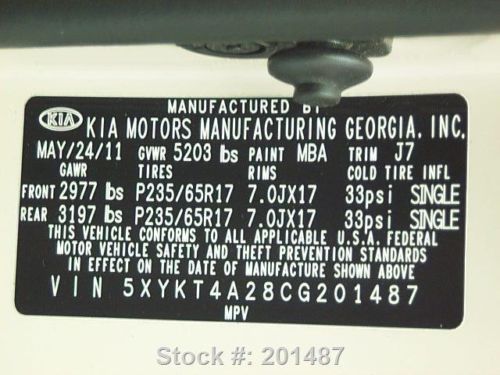 MANUFACTURED BY
KIA KIA MOTORS MANUFACTURING GEORGIA, INC.
MAY/24/11 GVWR 5203 lbs PAINT MBA TRIM J7
GAWR TIRES RIMS COLD TIRE INFL
FRONT 2977 lbs P235/65R17 7.0JX17 33psi SINGLE
REAR 3197 lbs P235/65R17 7.0JX17 33psi SINGLE
THIS VEHICLE CONFORMS TO ALL APPLICABLE U.S.A. FEDERAL
MOTOR VEHICLE SAFETY AND THEFT PREVENTION STANDARDS
IN EFFECT ON THE DATE OF MANUFACTURE SHOWN ABOVE
VIN 5XYKT4A28CG201487
MPV
Stock #: 201487